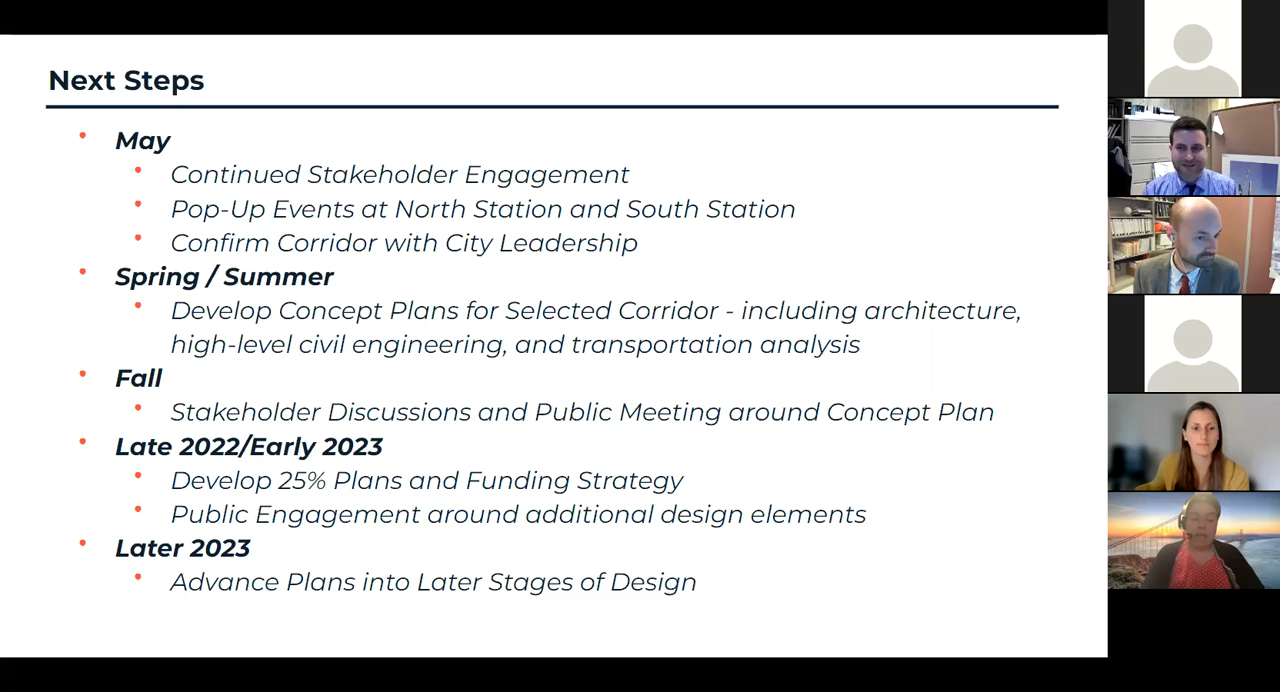 Next Steps
May
Continued Stakeholder Engagement
Pop-Up Events at North Station and South Station
Confirm Corridor with City Leadership
Spring / Summer
Develop Concept Plans for Selected Corridor - including architecture,
high-level civil engineering, and transportation analysis
Fall
Stakeholder Discussions and Public Meeting around Concept Plan
Late 2022/Early 2023
Develop 25% Plans and Funding Strategy
Public Engagement around additional design elements
Later 2023
Advance Plans into Later Stages of Design